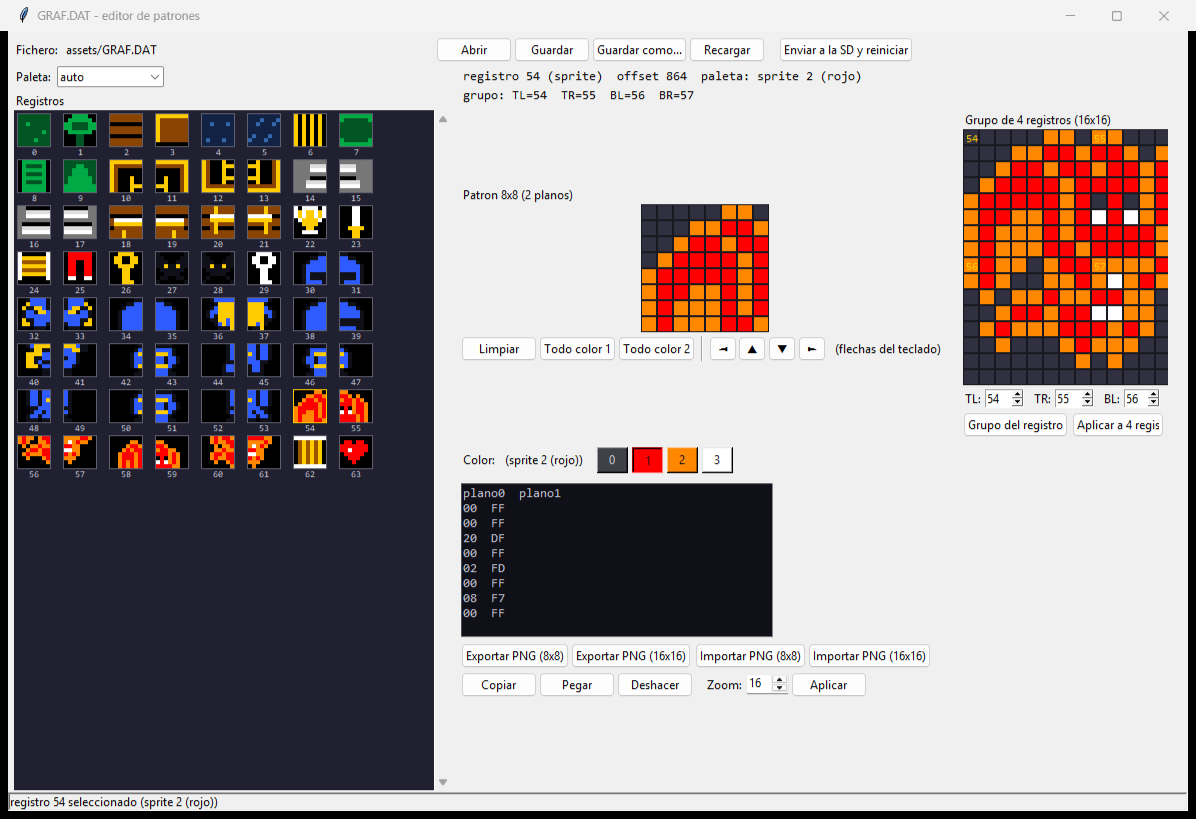 GRAF.DAT - editor de patrones
Fichero: assets/GRAF.DAT
Abrir Guardar Guardar como... Recargar Enviar a la SD y reiniciar
Paleta: auto
registro 54 (sprite) offset 864 paleta: sprite 2 (rojo)
grupo: TL=54 TR=55 BL=56 BR=57
Registros
0 1 2 3 4 5 6 7
8 9 10 11 12 13 14 15
16 17 18 19 20 21 22 23
24 25 26 27 28 29 30 31
32 33 34 35 36 37 38 39
40 41 42 43 44 45 46 47
48 49 50 51 52 53 54 55
56 57 58 59 60 61 62 63
Patron 8x8 (2 planos)
Limpiar Todo color 1 Todo color 2 ◄ ▲ ▼ ► (flechas del teclado)
Color: (sprite 2 (rojo)) 0 1 2 3
plano0 plano1
00 FF
00 FF
20 DF
00 FF
02 FD
00 FF
08 F7
00 FF
Exportar PNG (8x8) Exportar PNG (16x16) Importar PNG (8x8) Importar PNG (16x16)
Copiar Pegar Deshacer Zoom: 16 Aplicar
Grupo de 4 registros (16x16)
54 55
56 57
TL: 54 TR: 55 BL: 56
Grupo del registro Aplicar a 4 regis
registro 54 seleccionado (sprite 2 (rojo))